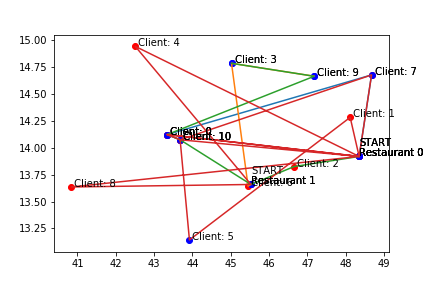 15.00
Client: 4
14.75
Client: 3
Client: 9
Client: 7
14.50
14.25
Client: 1
14.00
Client:
Client: 10
START
Restaurant 0
13.75
START
Restaurant 1
Client: 2
Client: 8
Client:
13.50
13.25
Client: 5
41
42
43
44
45
46
47
48
49